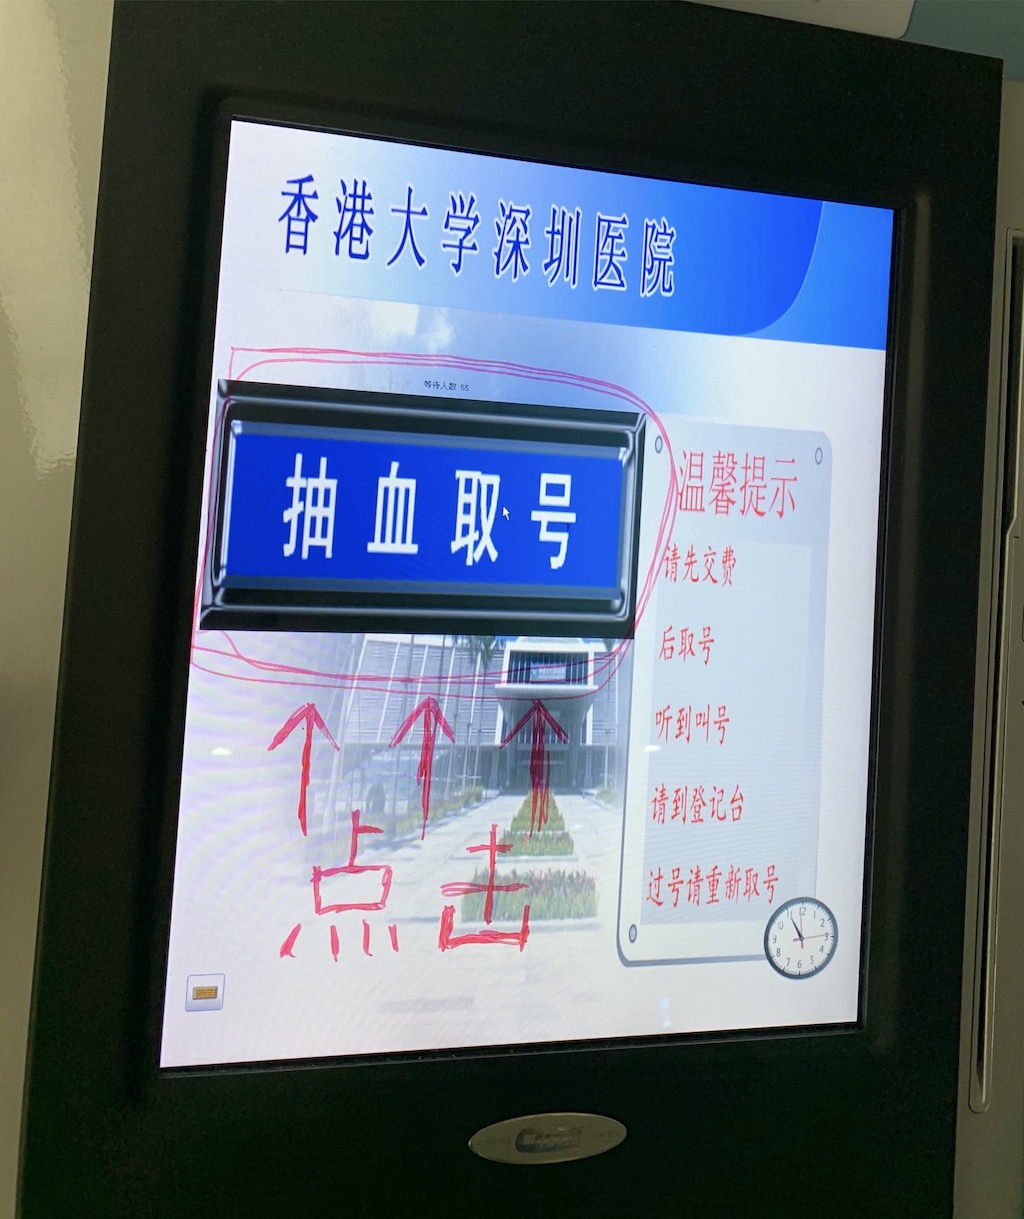 香港大学深圳医院
等待人数 55
抽血取号
温馨提示
请先交费
后取号
听到叫号
请到登记台
过号请重新取号
点击